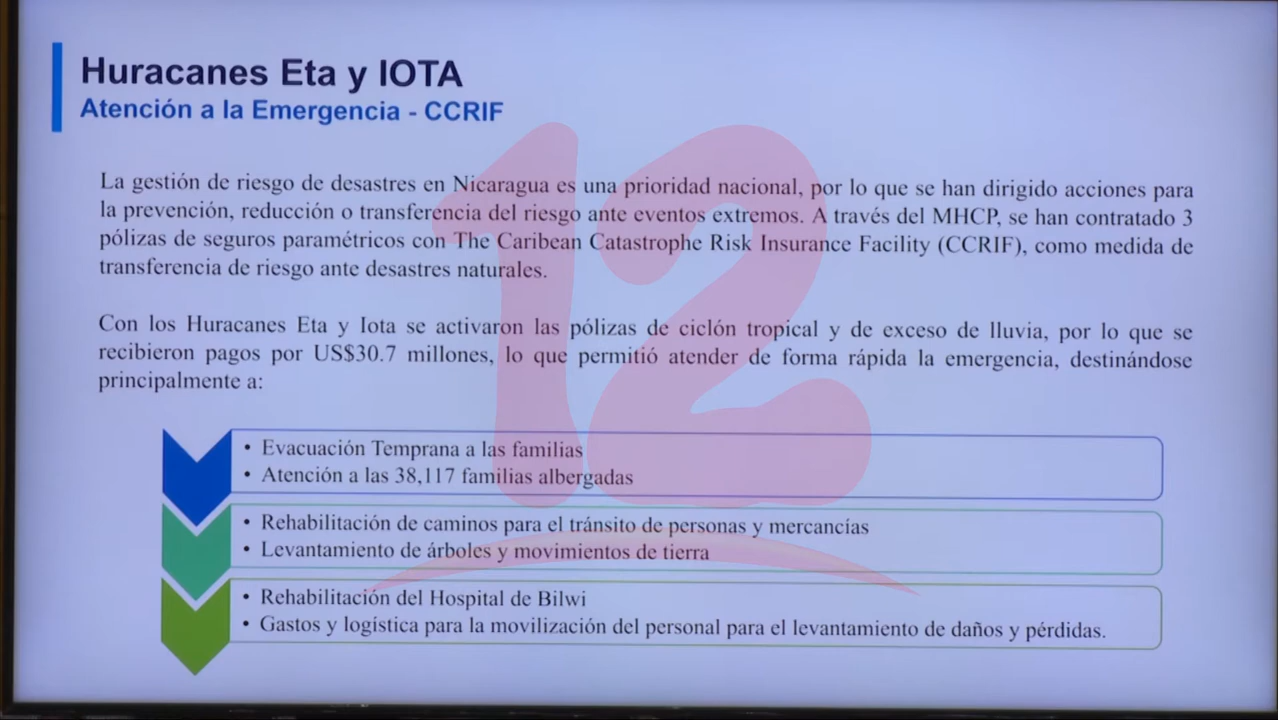 Huracanes Eta y IOTA
Atención a la Emergencia - CCRIF
La gestión de riesgo de desastres en Nicaragua es una prioridad nacional, por lo que se han dirigido acciones para
la prevención, reducción o transferencia del riesgo ante eventos extremos. A través del MHCP, se han contratado 3
pólizas de seguros paramétricos con The Caribean Catastrophe Risk Insurance Facility (CCRIF), como medida de
transferencia de riesgo ante desastres naturales.
Con los Huracanes Eta y Iota se activaron las pólizas de ciclón tropical y de exceso de lluvia, por lo que se
recibieron pagos por US$30.7 millones, lo que permitió atender de forma rápida la emergencia, destinándose
principalmente a:
• Evacuación Temprana a las familias
• Atención a las 38,117 familias albergadas
• Rehabilitación de caminos para el tránsito de personas y mercancías
• Levantamiento de árboles y movimientos de tierra
• Rehabilitación del Hospital de Bilwi
• Gastos y logística para la movilización del personal para el levantamiento de daños y pérdidas.
12